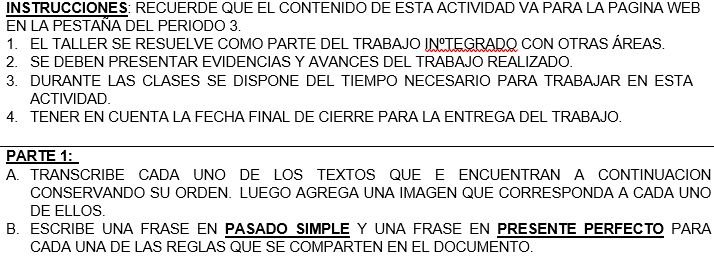 INSTRUCCIONES: RECUERDE QUE EL CONTENIDO DE ESTA ACTIVIDAD VA PARA LA PAGINA WEB
EN LA PESTAÑA DEL PERIODO 3.
1. EL TALLER SE RESUELVE COMO PARTE DEL TRABAJO INºTEGRADO CON OTRAS ÁREAS.
2. SE DEBEN PRESENTAR EVIDENCIAS Y AVANCES DEL TRABAJO REALIZADO.
3. DURANTE LAS CLASES SE DISPONE DEL TIEMPO NECESARIO PARA TRABAJAR EN ESTA
ACTIVIDAD.
4. TENER EN CUENTA LA FECHA FINAL DE CIERRE PARA LA ENTREGA DEL TRABAJO.
PARTE 1:
A. TRANSCRIBE CADA UNO DE LOS TEXTOS QUE E ENCUENTRAN A CONTINUACION
CONSERVANDO SU ORDEN. LUEGO AGREGA UNA IMAGEN QUE CORRESPONDA A CADA UNO
DE ELLOS.
B. ESCRIBE UNA FRASE EN PASADO SIMPLE Y UNA FRASE EN PRESENTE PERFECTO PARA
CADA UNA DE LAS REGLAS QUE SE COMPARTEN EN EL DOCUMENTO.